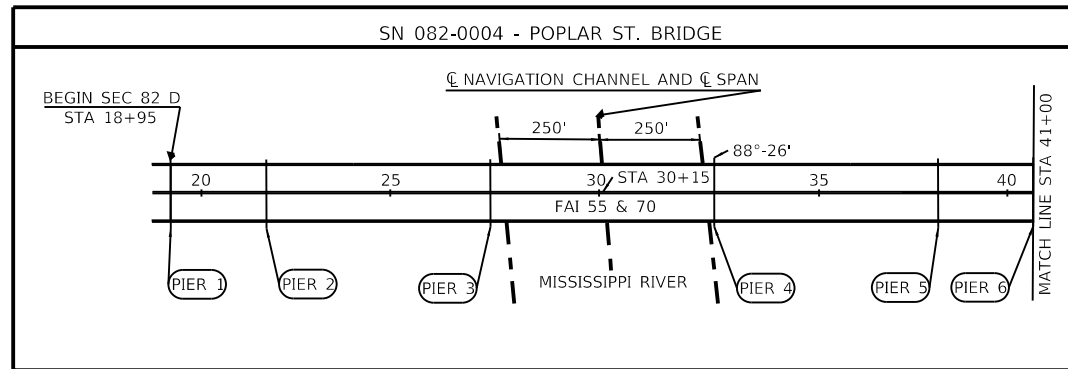 SN 082-0004 - POPLAR ST. BRIDGE
℄ NAVIGATION CHANNEL AND ℄ SPAN
BEGIN SEC 82 D
STA 18+95
250'
250'
88°-26'
20
25
30
STA 30+15
35
40
FAI 55 & 70
MISSISSIPPI RIVER
PIER 1
PIER 2
PIER 3
PIER 4
PIER 5
PIER 6
MATCH LINE STA 41+00